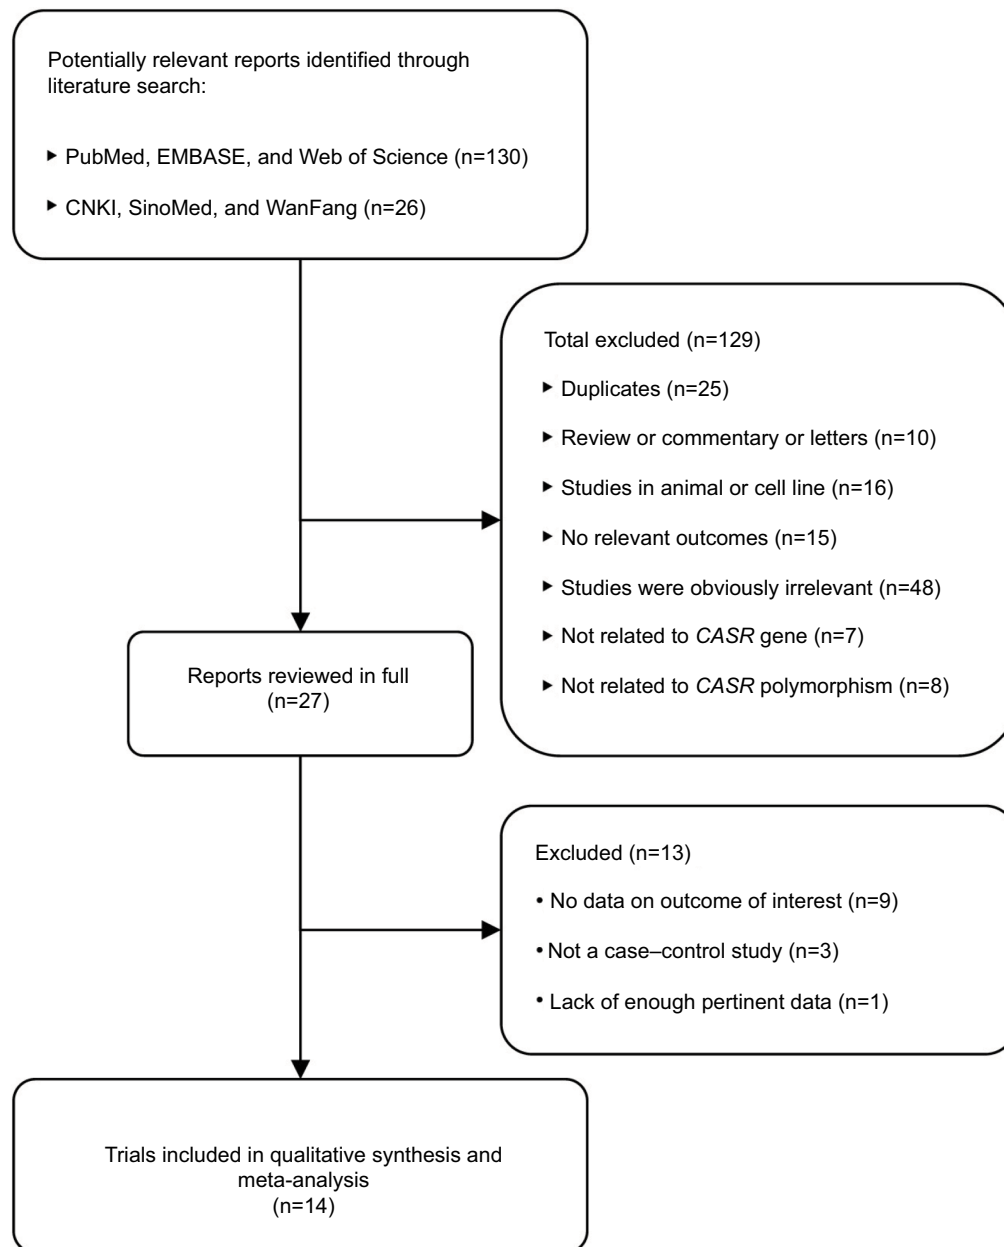 Potentially relevant reports identified through
literature search:
▸ PubMed, EMBASE, and Web of Science (n=130)
▸ CNKI, SinoMed, and WanFang (n=26)
Total excluded (n=129)
▸ Duplicates (n=25)
▸ Review or commentary or letters (n=10)
▸ Studies in animal or cell line (n=16)
▸ No relevant outcomes (n=15)
▸ Studies were obviously irrelevant (n=48)
▸ Not related to CASR gene (n=7)
▸ Not related to CASR polymorphism (n=8)
Reports reviewed in full
(n=27)
Excluded (n=13)
• No data on outcome of interest (n=9)
• Not a case–control study (n=3)
• Lack of enough pertinent data (n=1)
Trials included in qualitative synthesis and
meta-analysis
(n=14)